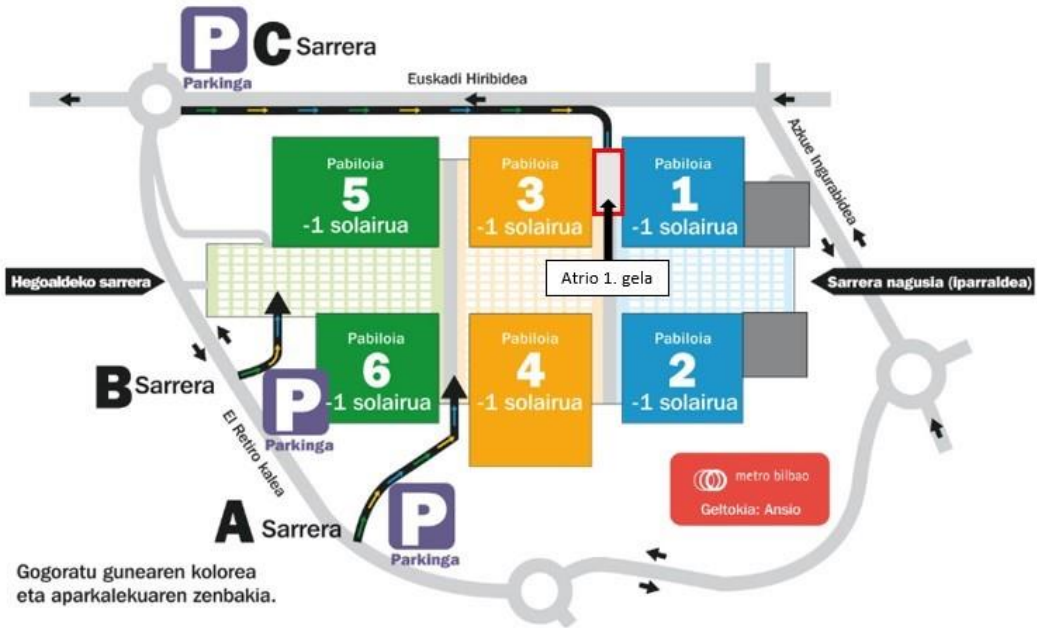 P
Parkinga
C Sarrera
Euskadi Hiribidea
Azkue Ingurabidea
Pabiloia
5
-1 solairua
Pabiloia
3
-1 solairua
Pabiloia
1
-1 solairua
Hegoaldeko sarrera
Atrio 1. gela
Sarrera nagusia (iparraldea)
Pabiloia
6
-1 solairua
Pabiloia
4
-1 solairua
Pabiloia
2
-1 solairua
B Sarrera
P
Parkinga
El Retiro kalea
A Sarrera
P
Parkinga
metro bilbao
Geltokia: Ansio
Gogoratu gunearen kolorea
eta aparkalekuaren zenbakia.